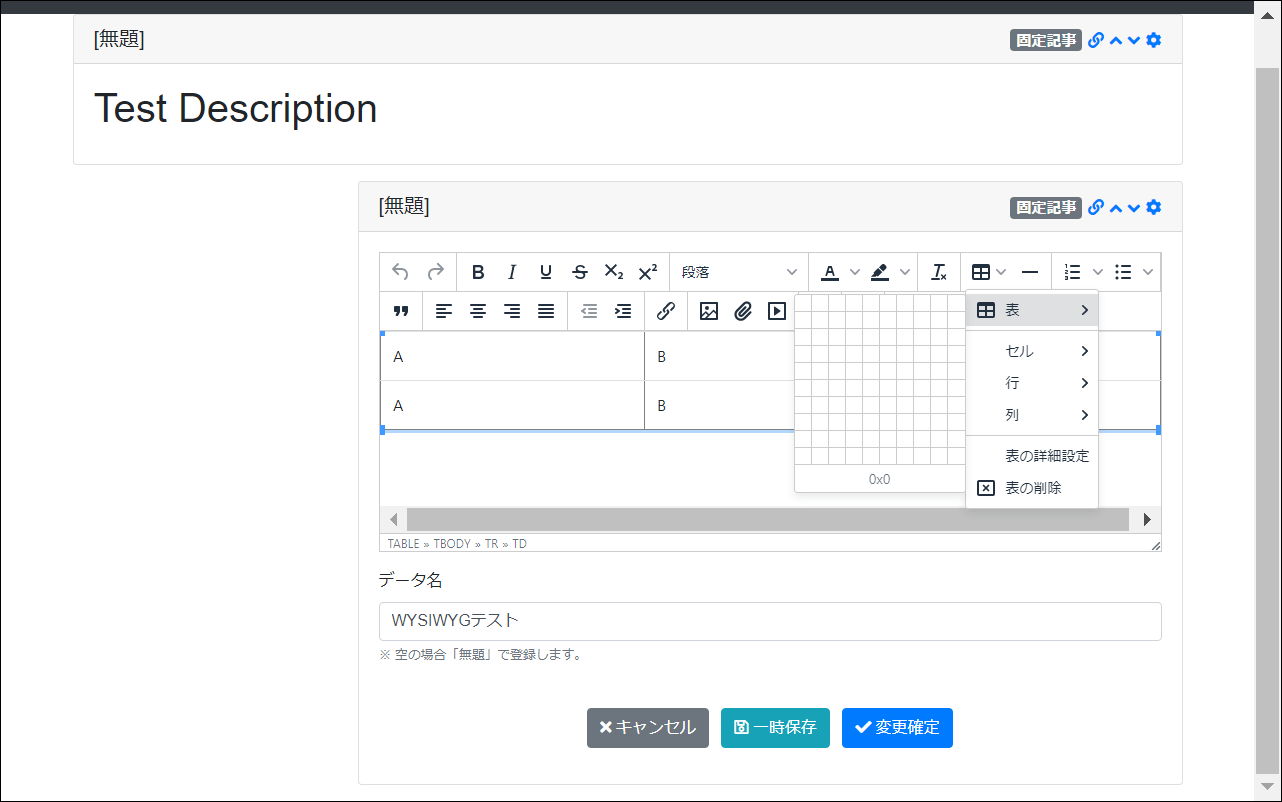 [無題] 固定記事
Test Description
[無題] 固定記事
B I U S X₂ X² 段落 A
表
A B
セル
行
A B
列
0x0
表の詳細設定
表の削除
TABLE » TBODY » TR » TD
データ名
WYSIWYGテスト
※ 空の場合「無題」で登録します。
キャンセル 一時保存 変更確定